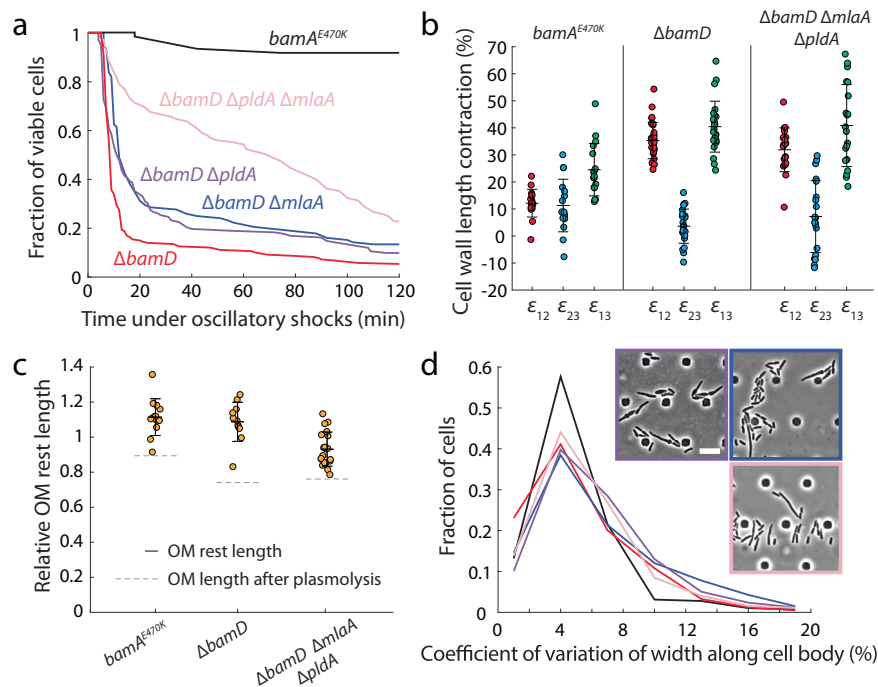 a
Fraction of viable cells
1
0.8
0.6
0.4
0.2
0
bamA^E470K
ΔbamD ΔpldA ΔmlaA
ΔbamD ΔpldA
ΔbamD ΔmlaA
ΔbamD
0 20 40 60 80 100 120
Time under oscillatory shocks (min)
b
Cell wall length contraction (%)
bamA^E470K
ΔbamD
ΔbamD ΔmlaA
ΔpldA
70
60
50
40
30
20
10
0
-10
-20
ε12 ε23 ε13 ε12 ε23 ε13 ε12 ε23 ε13
c
Relative OM rest length
1.4
1.2
1
0.8
0.6
0.4
0.2
0
OM rest length
OM length after plasmolysis
bamA^E470K
ΔbamD
ΔbamD ΔmlaA
ΔpldA
d
Fraction of cells
0.6
0.5
0.4
0.3
0.2
0.1
0
0 4 8 12 16 20
Coefficient of variation of width along cell body (%)